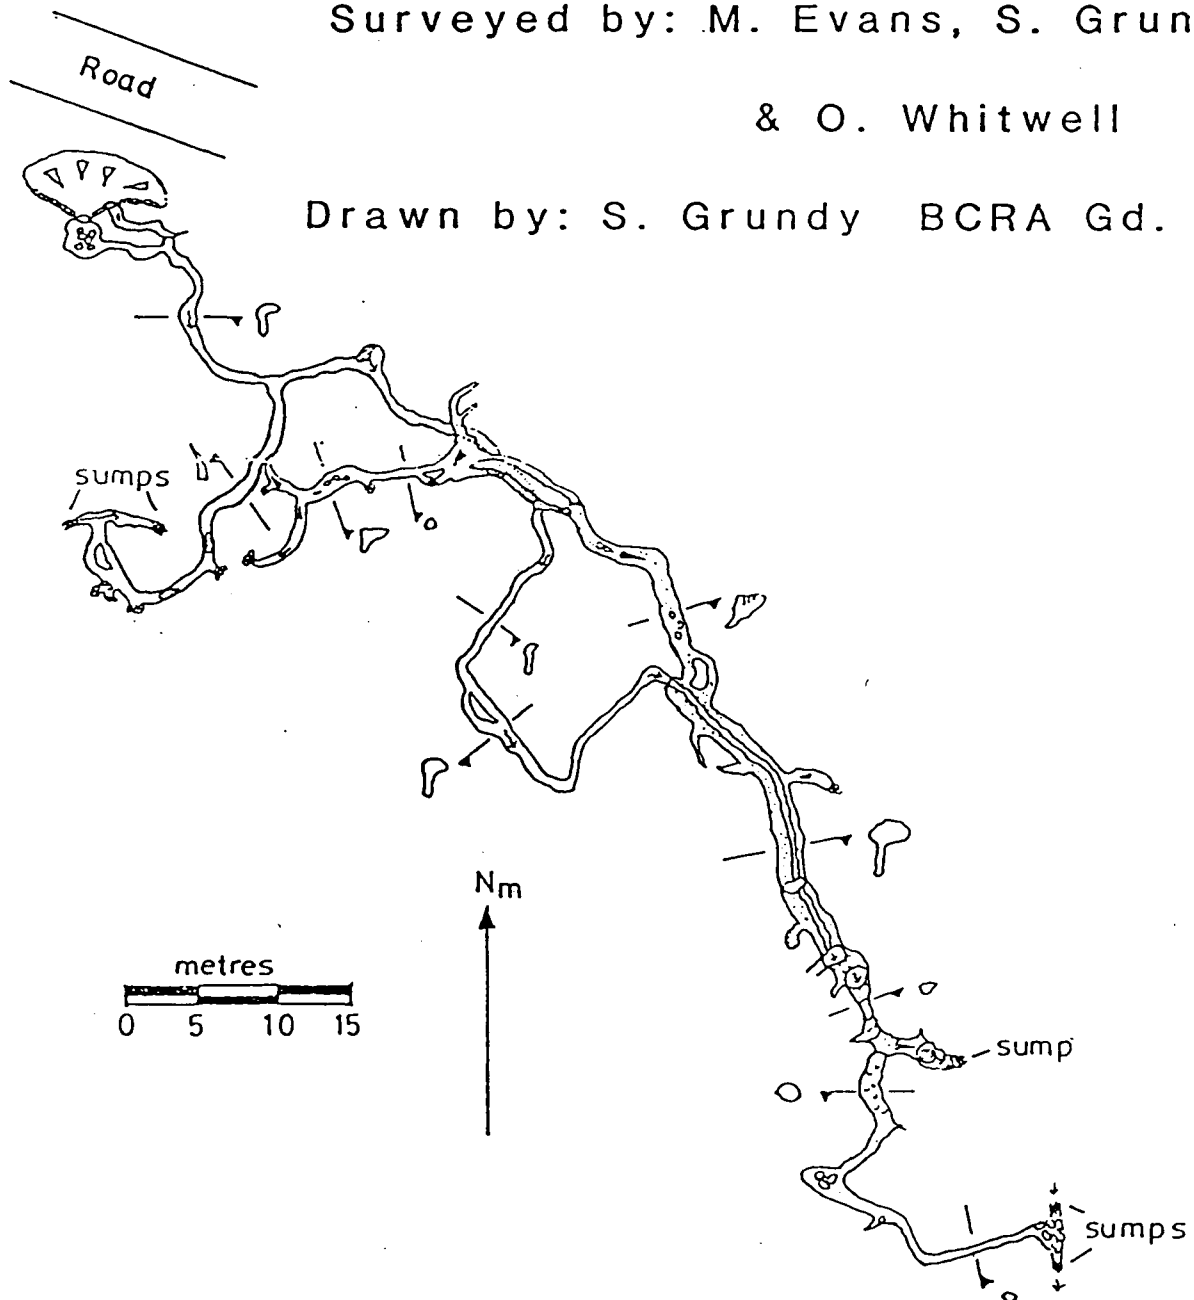 Surveyed by: M. Evans, S. Grun
Road
& O. Whitwell
Drawn by: S. Grundy BCRA Gd.
sumps
Nm
metres
0 5 10 15
sump
sumps